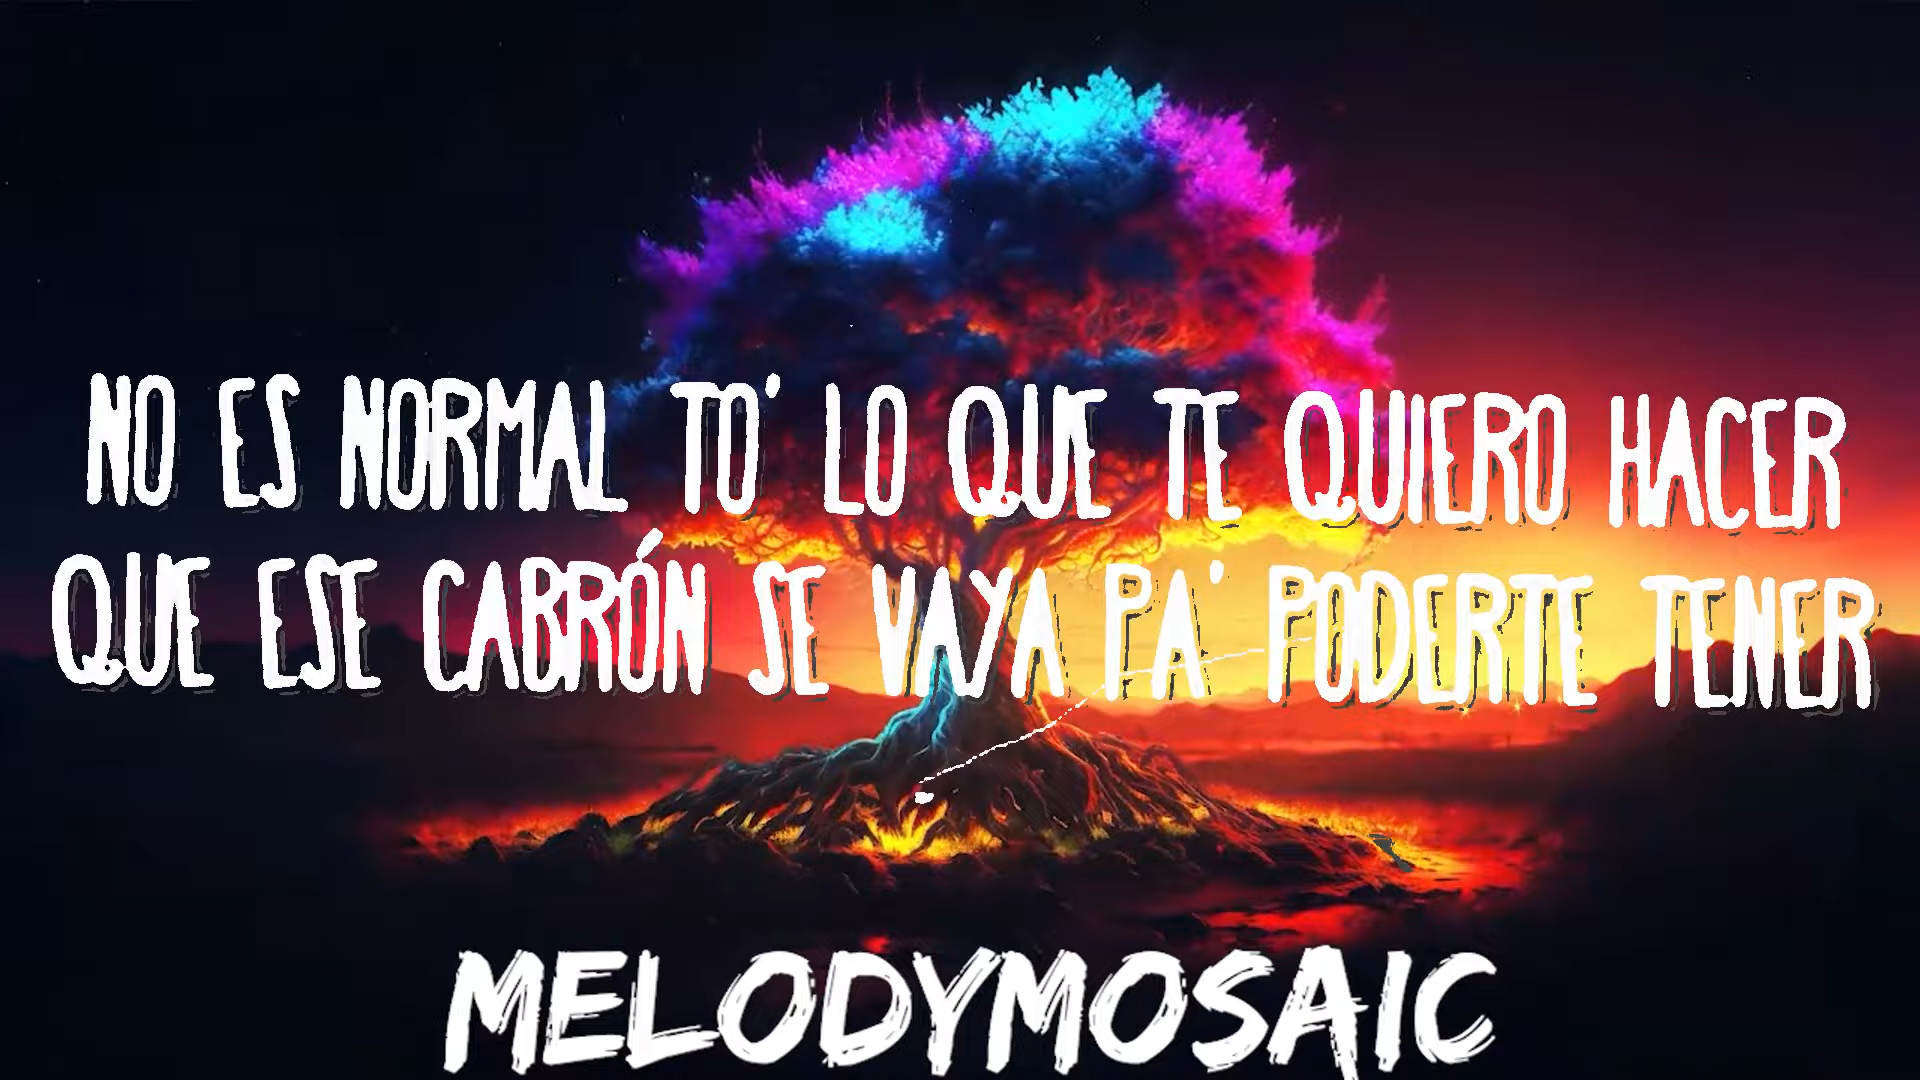 NO ES NORMAL TO' LO QUE TE QUIERO HACER
QUE ESE CABRÓN SE VAYA PA' PODERTE TENER
MELODYMOSAIC